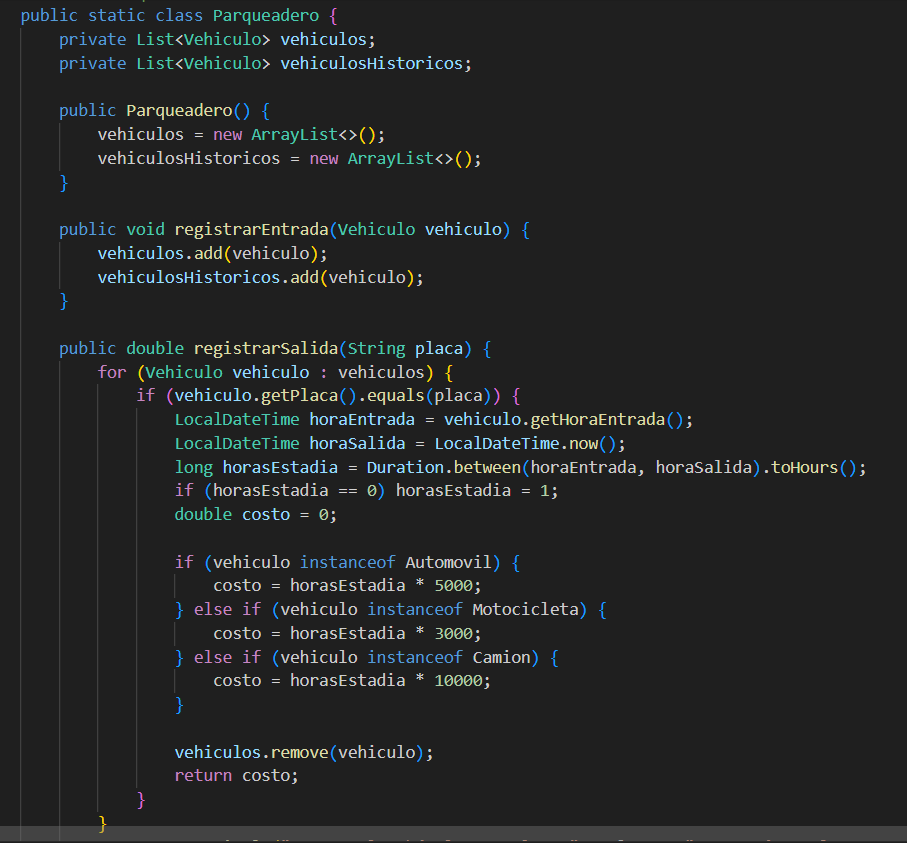 public static class Parqueadero {
    private List<Vehiculo> vehiculos;
    private List<Vehiculo> vehiculosHistoricos;

    public Parqueadero() {
        vehiculos = new ArrayList<>();
        vehiculosHistoricos = new ArrayList<>();
    }

    public void registrarEntrada(Vehiculo vehiculo) {
        vehiculos.add(vehiculo);
        vehiculosHistoricos.add(vehiculo);
    }

    public double registrarSalida(String placa) {
        for (Vehiculo vehiculo : vehiculos) {
            if (vehiculo.getPlaca().equals(placa)) {
                LocalDateTime horaEntrada = vehiculo.getHoraEntrada();
                LocalDateTime horaSalida = LocalDateTime.now();
                long horasEstadia = Duration.between(horaEntrada, horaSalida).toHours();
                if (horasEstadia == 0) horasEstadia = 1;
                double costo = 0;

                if (vehiculo instanceof Automovil) {
                    costo = horasEstadia * 5000;
                } else if (vehiculo instanceof Motocicleta) {
                    costo = horasEstadia * 3000;
                } else if (vehiculo instanceof Camion) {
                    costo = horasEstadia * 10000;
                }

                vehiculos.remove(vehiculo);
                return costo;
            }
        }